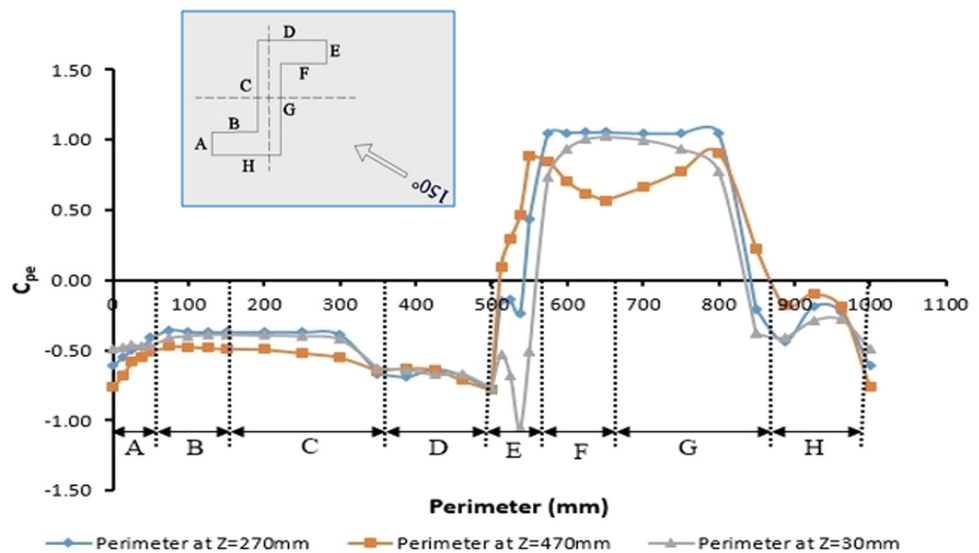 D
E
F
C
G
B
A
H
150°
1.50
1.00
0.50
0.00
-0.50
-1.00
-1.50
Cpe
0 100 200 300 400 500 600 700 800 900 1000 1100
A B C D E F G H
Perimeter (mm)
Perimeter at Z=270mm Perimeter at Z=470mm Perimeter at Z=30mm